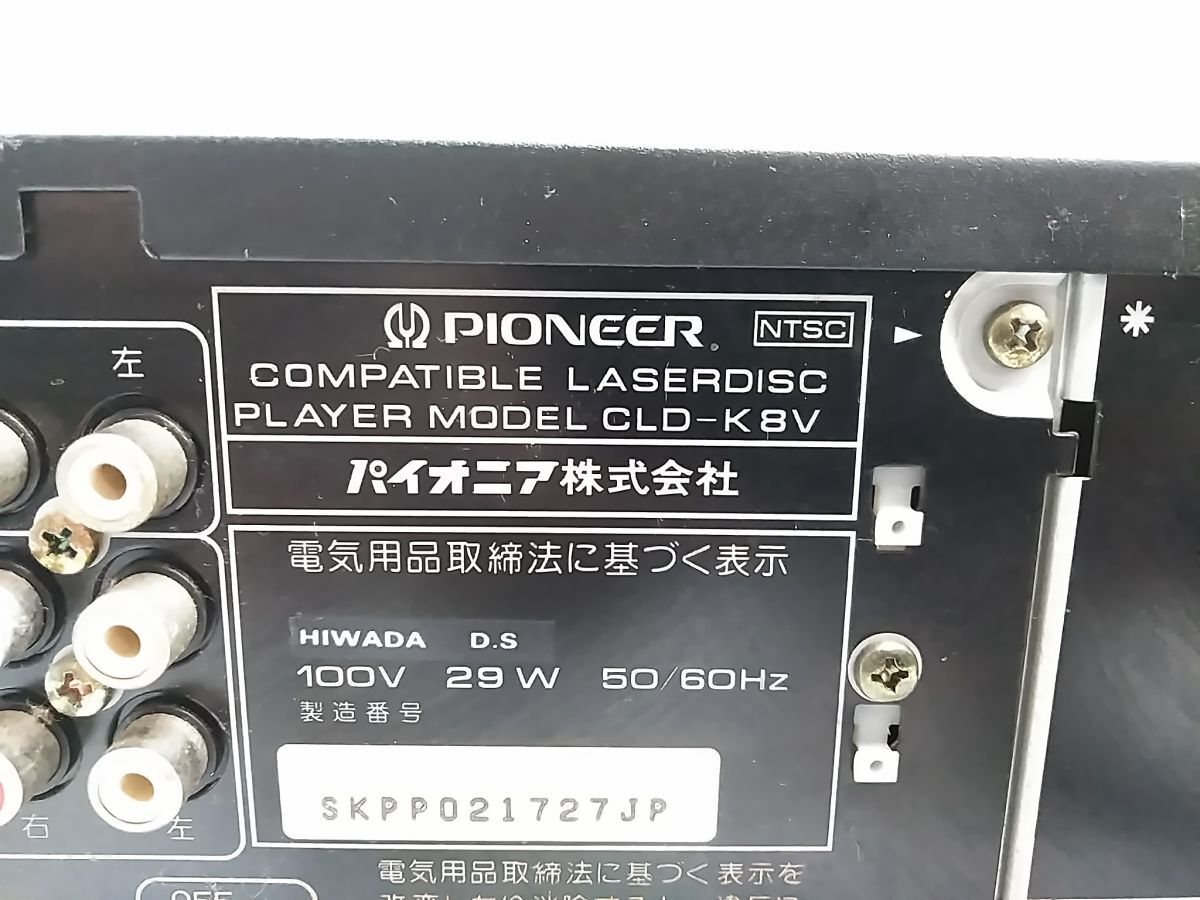 PIONEER
NTSC
COMPATIBLE LASERDISC
PLAYER MODEL CLD-K8V
パイオニア株式会社
左
電気用品取締法に基づく表示
HIWADA D.S
100V 29W 50/60Hz
製造番号
SKPP021727JP
右
左
電気用品取締法に基づく表示を
OFF